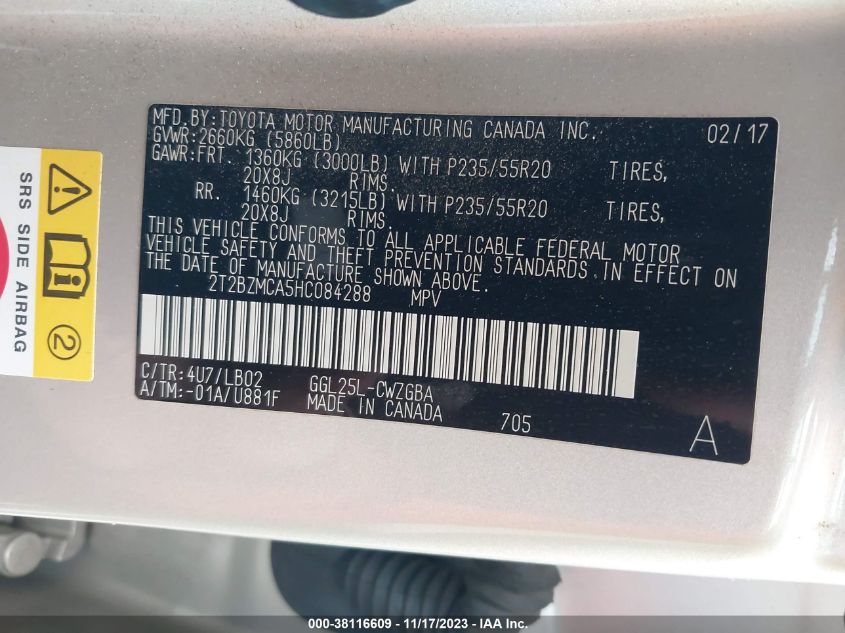 MFD.BY:TOYOTA MOTOR MANUFACTURING CANADA INC. 02/17
GVWR:2660KG (5860LB)
GAWR:FRT. 1360KG (3000LB) WITH P235/55R20 TIRES,
20X8J RIMS.
RR. 1460KG (3215LB) WITH P235/55R20 TIRES,
20X8J RIMS.
THIS VEHICLE CONFORMS TO ALL APPLICABLE FEDERAL MOTOR
VEHICLE SAFETY AND THEFT PREVENTION STANDARDS IN EFFECT ON
THE DATE OF MANUFACTURE SHOWN ABOVE.
2T2BZMCA5HC084288 MPV
C/TR:4U7/LB02 GGL25L-CWZGBA
A/TM:-01A/U881F MADE IN CANADA 705 A
SRS SIDE AIRBAG
2
000-38116609 - 11/17/2023 - IAA Inc.